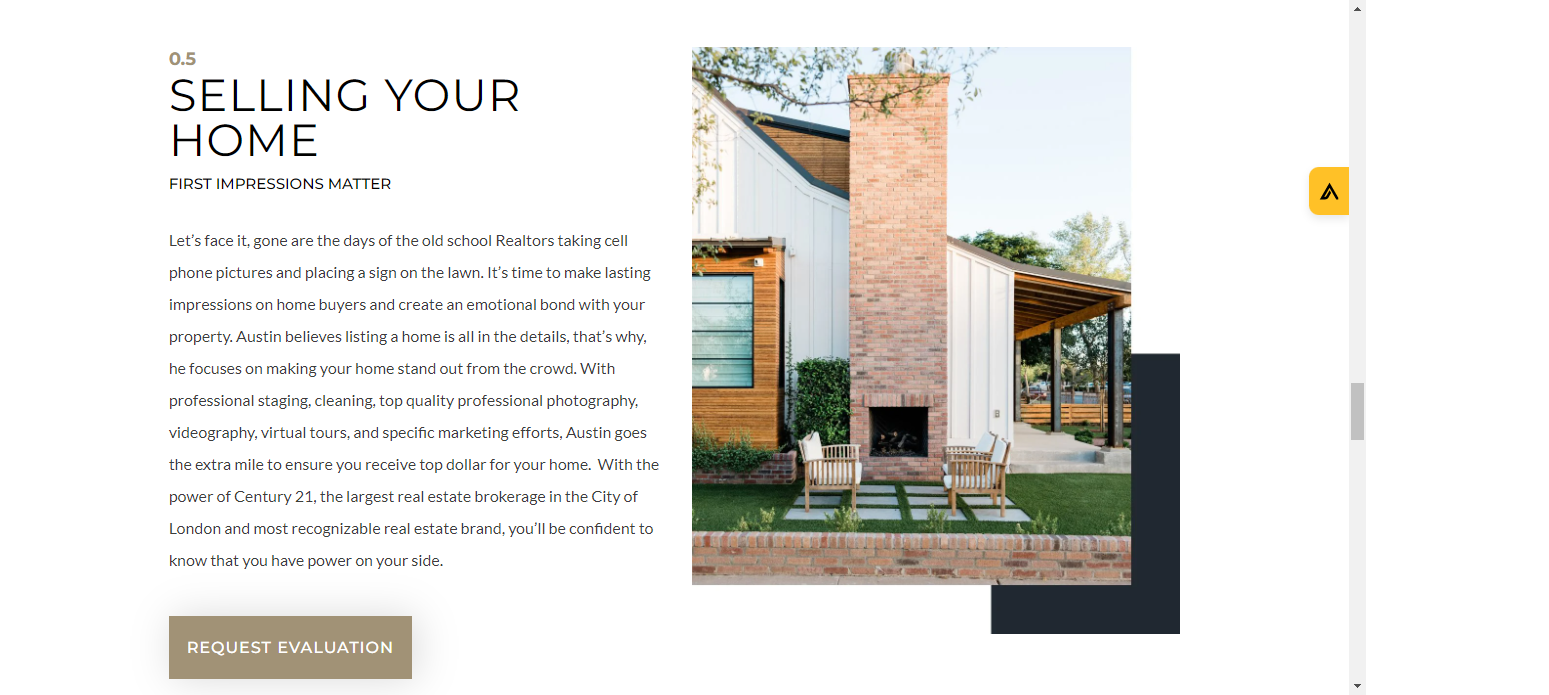 0.5
SELLING YOUR
HOME
FIRST IMPRESSIONS MATTER
Let’s face it, gone are the days of the old school Realtors taking cell
phone pictures and placing a sign on the lawn. It’s time to make lasting
impressions on home buyers and create an emotional bond with your
property. Austin believes listing a home is all in the details, that’s why,
he focuses on making your home stand out from the crowd. With
professional staging, cleaning, top quality professional photography,
videography, virtual tours, and specific marketing efforts, Austin goes
the extra mile to ensure you receive top dollar for your home.  With the
power of Century 21, the largest real estate brokerage in the City of
London and most recognizable real estate brand, you’ll be confident to
know that you have power on your side.
REQUEST EVALUATION